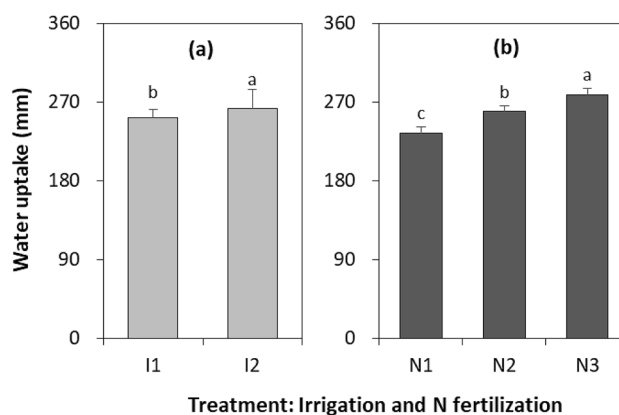 Water uptake (mm)
360
270
180
90
0
(a)
b
a
I1
I2
360
270
180
90
0
(b)
c
b
a
N1
N2
N3
Treatment: Irrigation and N fertilization